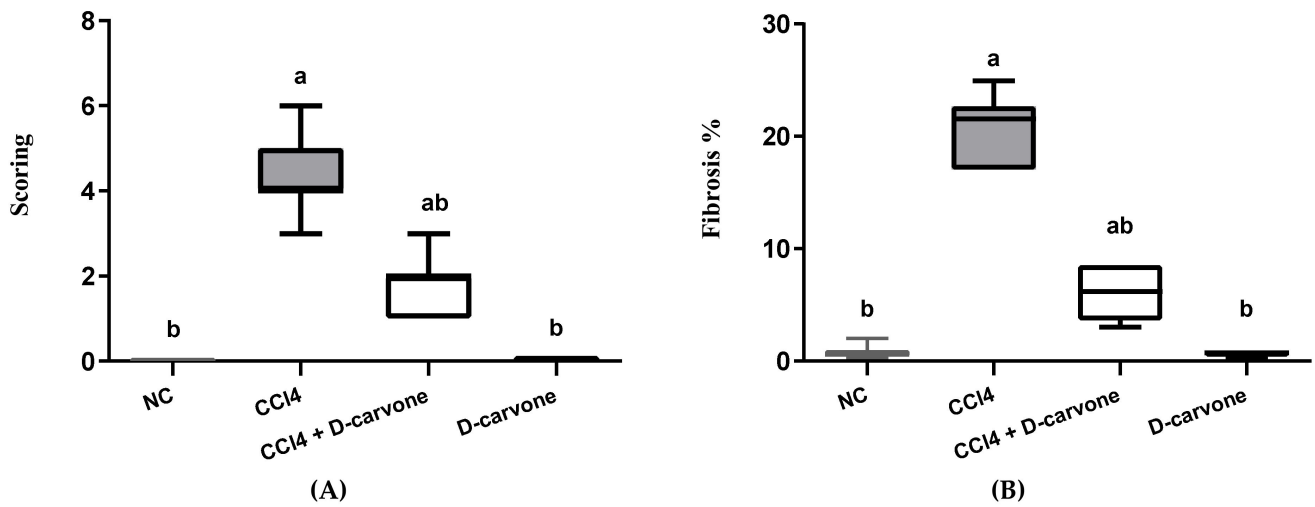 8
6
4
2
0
Scoring
a
ab
b
b
NC
CCl4
CCl4 + D-carvone
D-carvone
(A)
30
20
10
0
Fibrosis %
a
ab
b
b
NC
CCl4
CCl4 + D-carvone
D-carvone
(B)